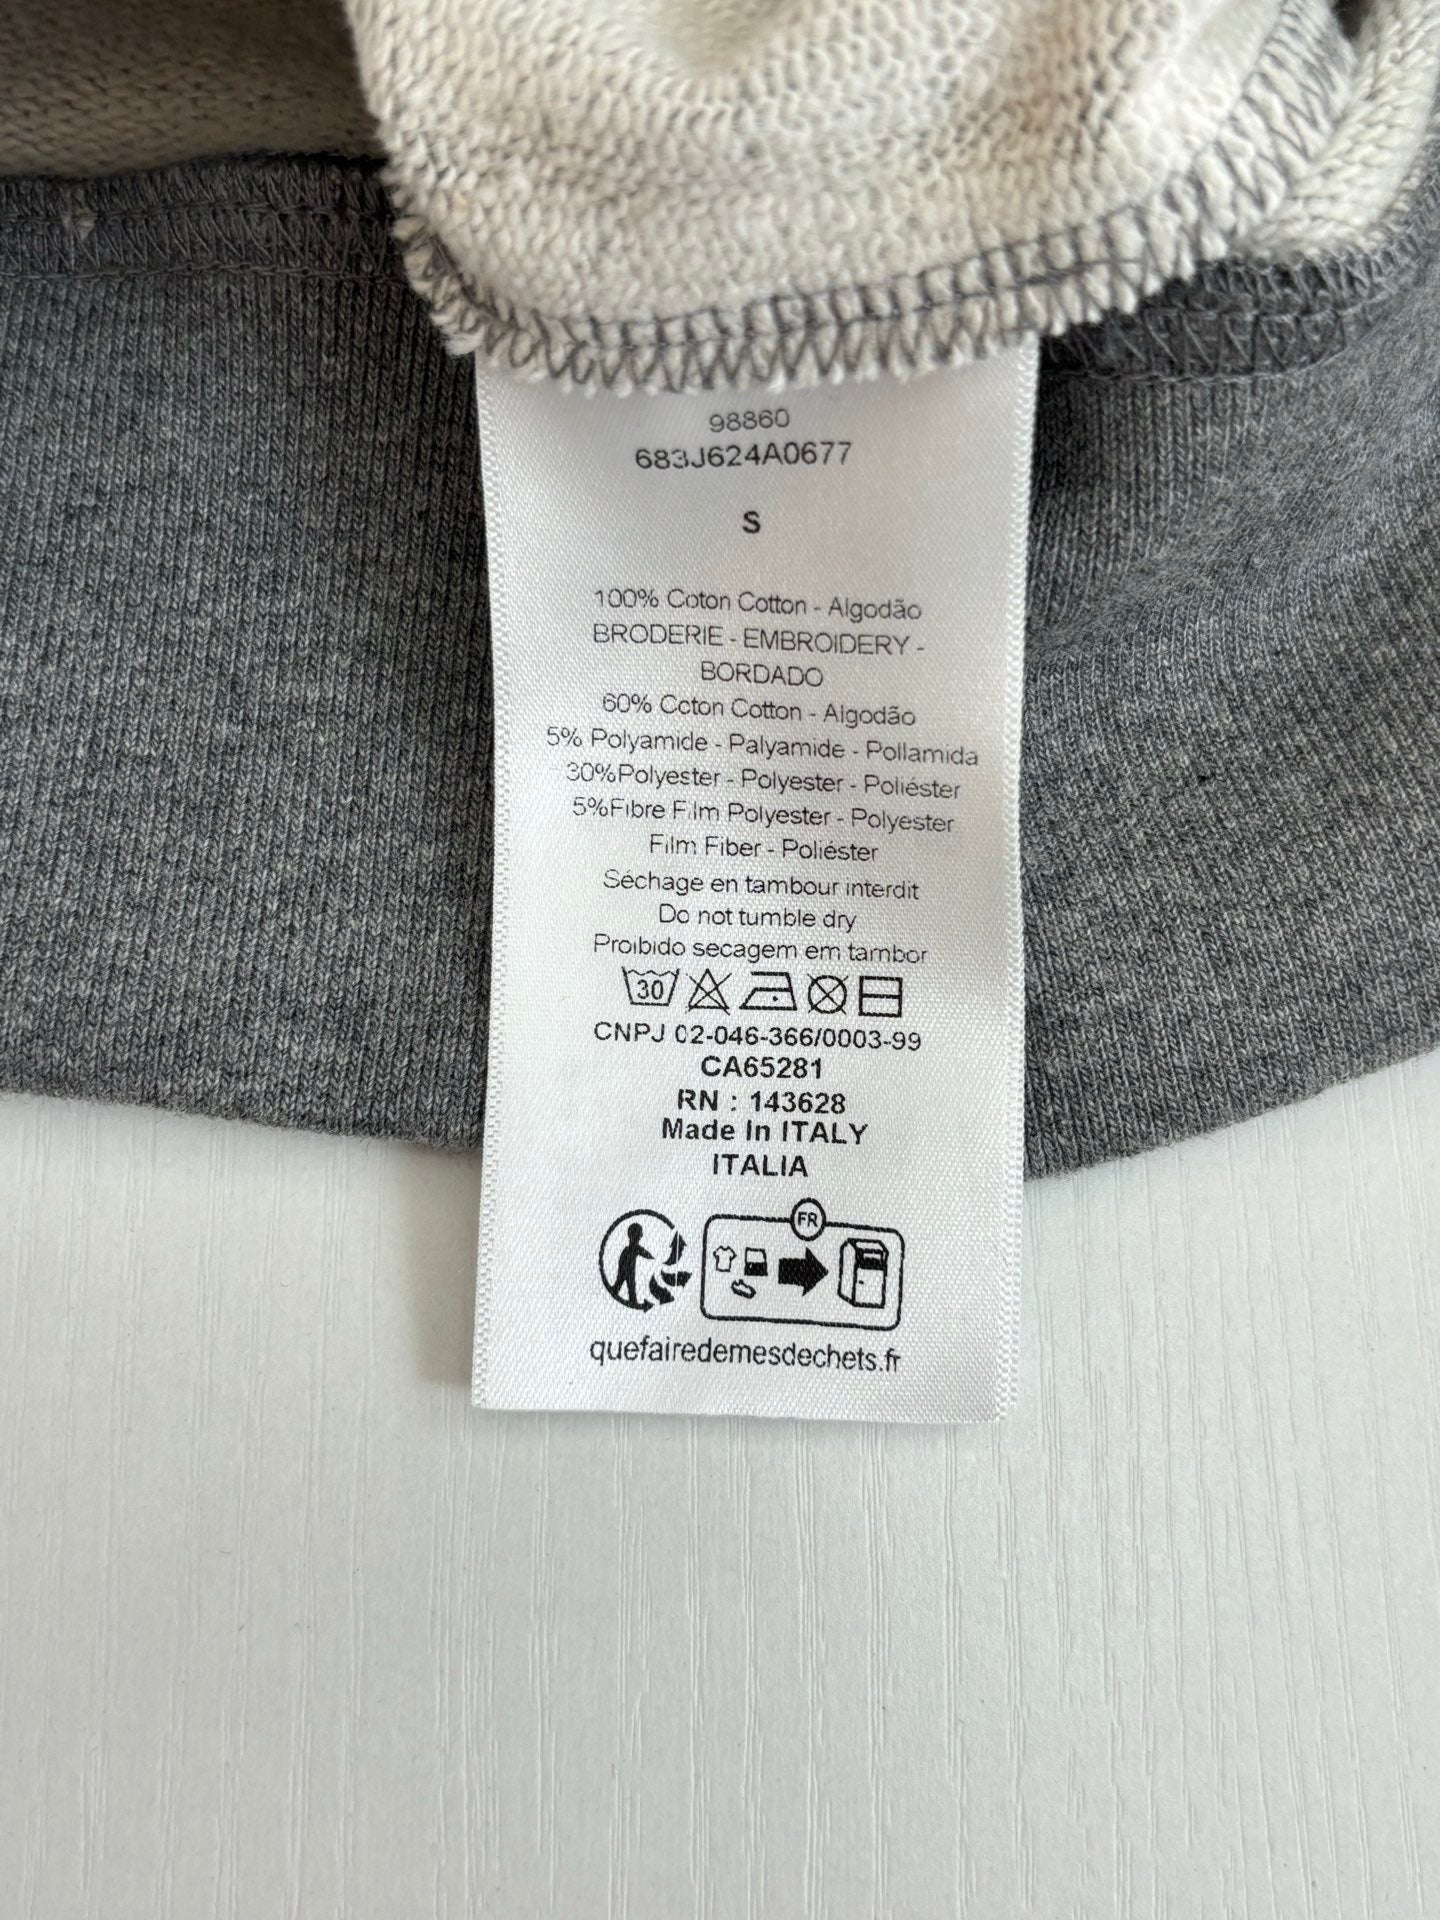 98860
683J624A0677
S
100% Coton Cotton - Algodão
BRODERIE - EMBROIDERY -
BORDADO
60% Coton Cotton - Algodão
5% Polyamide - Palyamide - Pollamida
30%Polyester - Polyester - Poliéster
5%Fibre Film Polyester - Polyester
Film Fiber - Poliéster
Séchage en tambour interdit
Do not tumble dry
Proibido secagem em tambor
30
CNPJ 02-046-366/0003-99
CA65281
RN : 143628
Made In ITALY
ITALIA
FR
quefairedemesdechets.fr